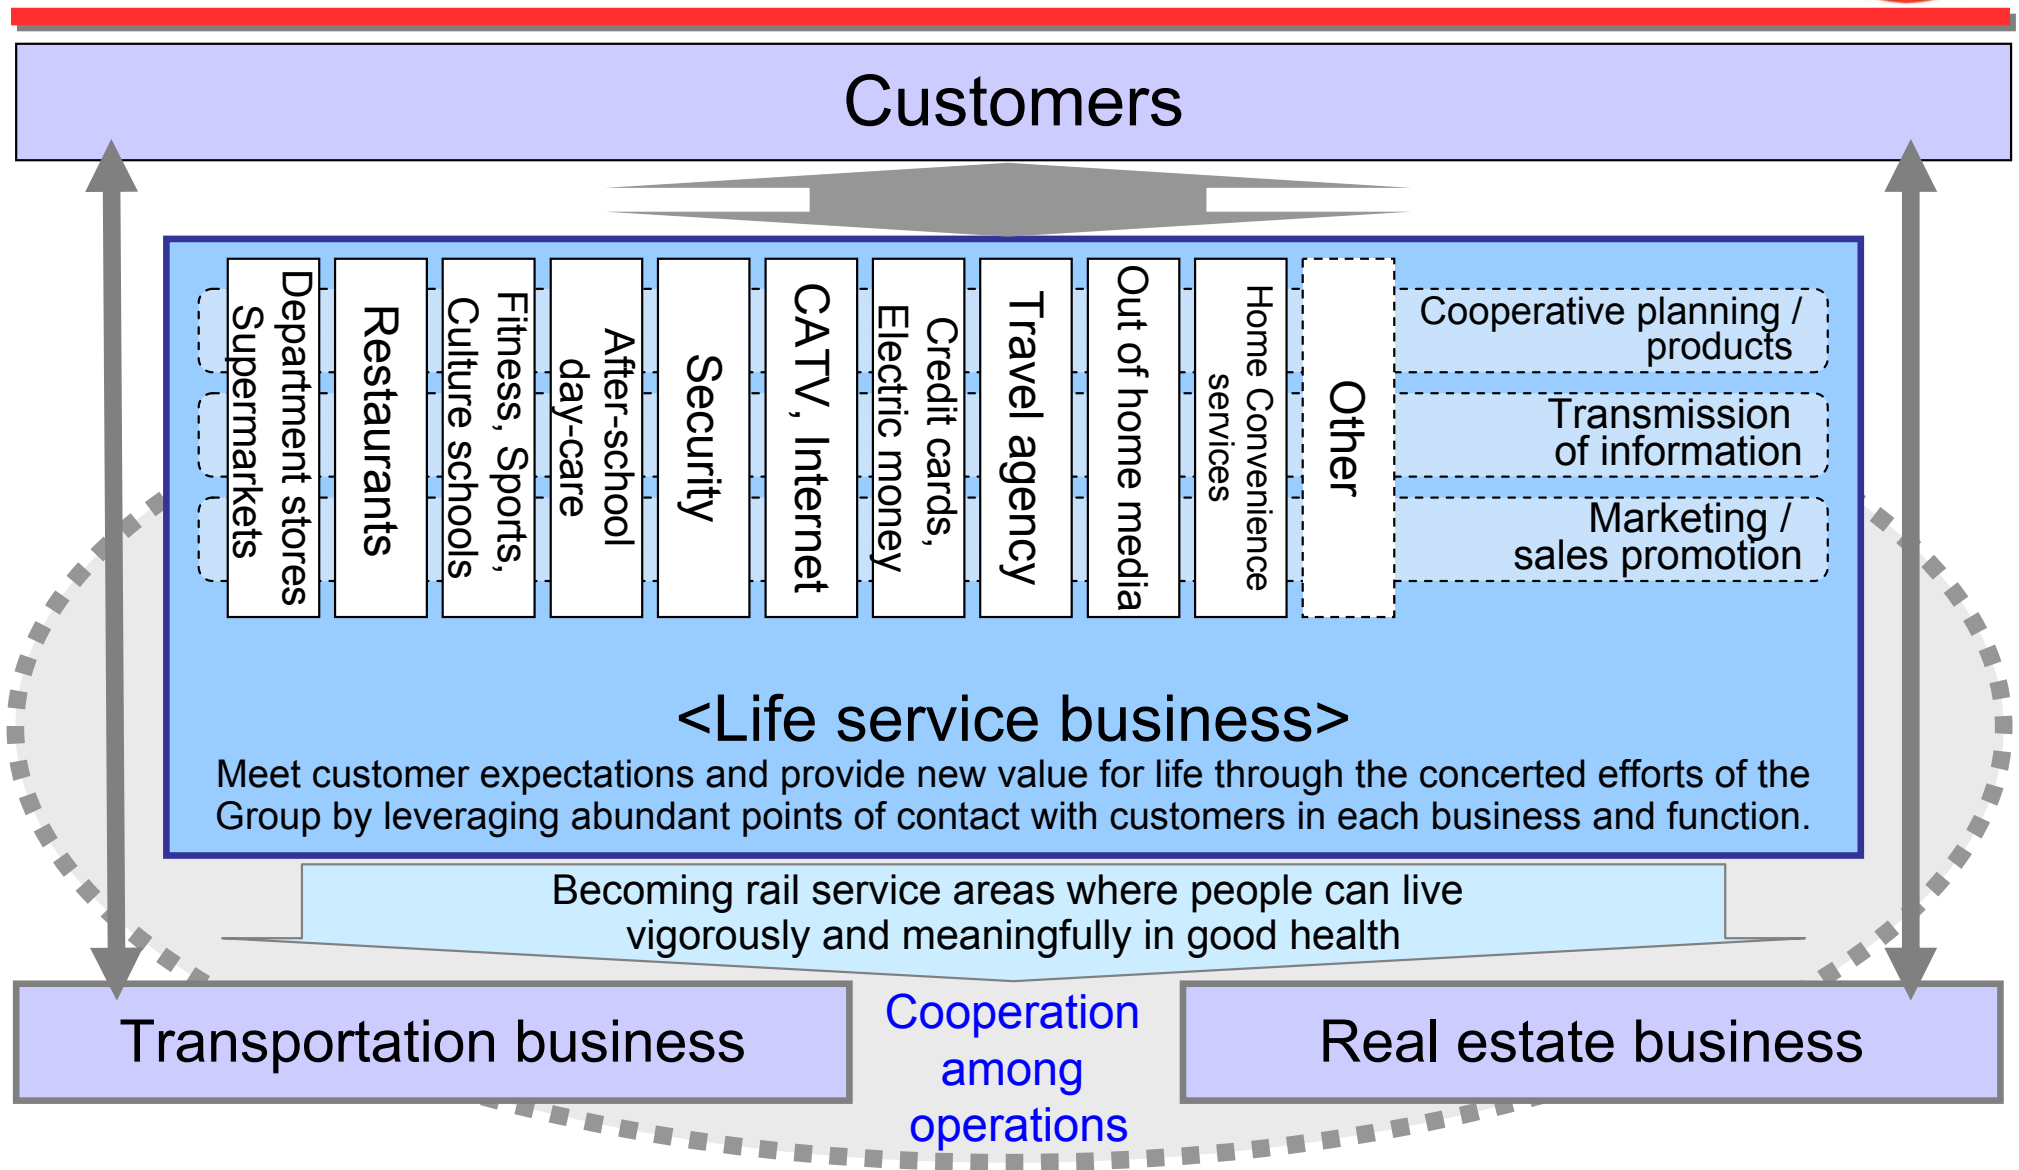 Customers
Department stores
Supermarkets
Restaurants
Fitness, Sports,
Culture schools
After-school
day-care
Security
CATV, Internet
Credit cards,
Electric money
Travel agency
Out of home media
Home Convenience
services
Other
Cooperative planning /
products
Transmission
of information
Marketing /
sales promotion
<Life service business>
Meet customer expectations and provide new value for life through the concerted efforts of the
Group by leveraging abundant points of contact with customers in each business and function.
Becoming rail service areas where people can live
vigorously and meaningfully in good health
Transportation business
Cooperation
among
operations
Real estate business